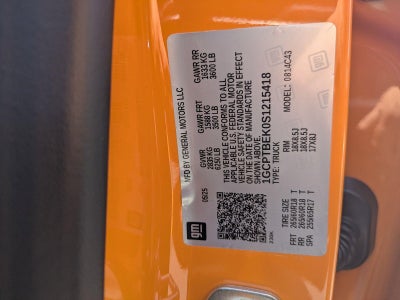 MFD BY GENERAL MOTORS LLC
05/25
GVWR
2835 KG
6250 LB
GAWR FRT
1588 KG
3500 LB
GAWR RR
1633 KG
3600 LB
THIS VEHICLE CONFORMS TO ALL
APPLICABLE U.S. FEDERAL MOTOR
VEHICLE SAFETY STANDARDS IN EFFECT
ON THE DATE OF MANUFACTURE
SHOWN ABOVE.
1GCPTBEK0S1215418
TYPE: TRUCK
MODEL: 0814C43
gm
TIRE SIZE
RIM
FRT 265/60R18 T
18X8.5J
RR 265/60R18 T
18X8.5J
SPA 255/65R17 T
17X8J